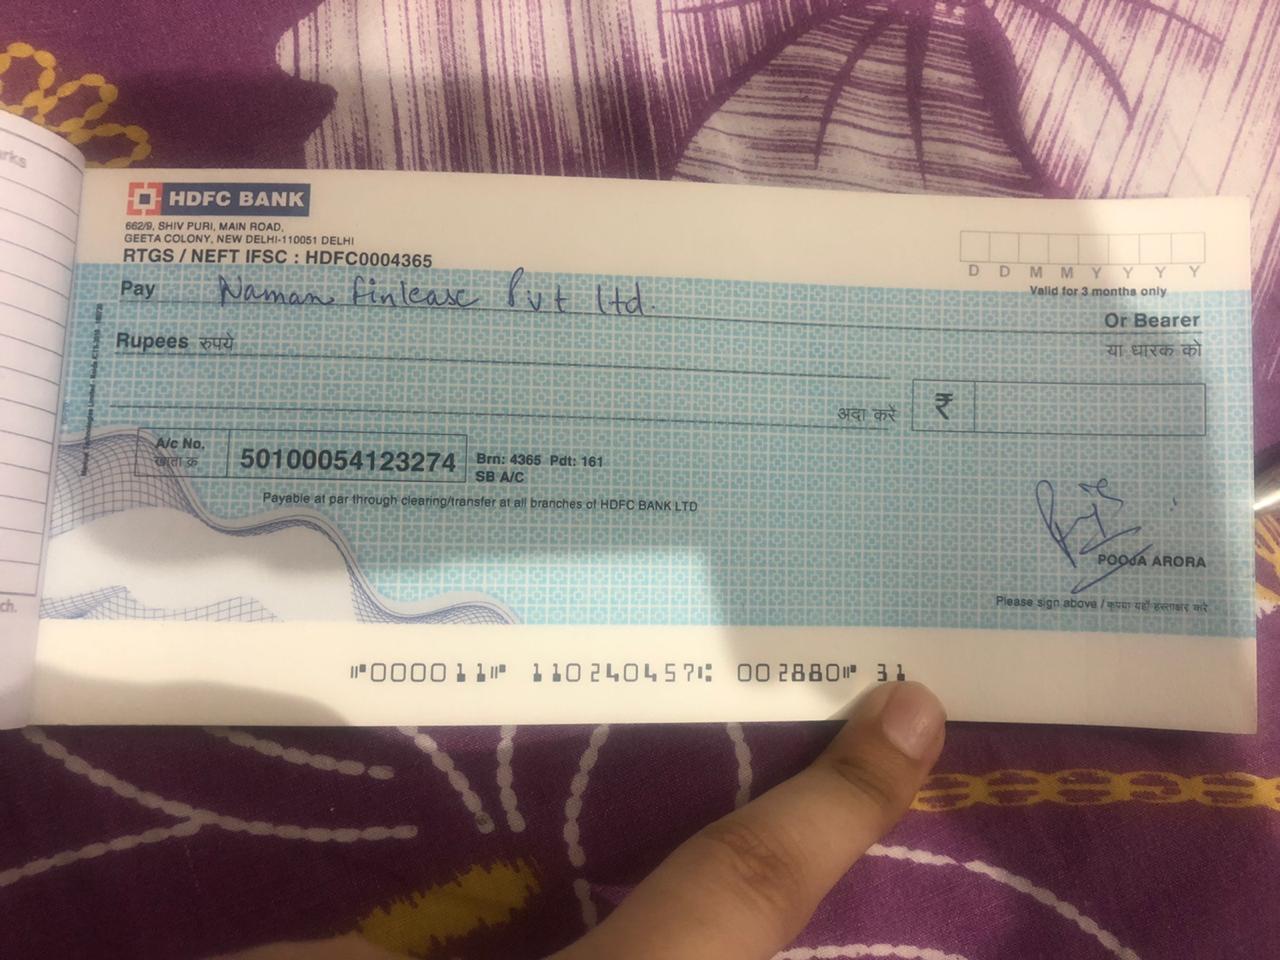 arks
HDFC BANK
662/9, SHIV PURI, MAIN ROAD,
GEETA COLONY, NEW DELHI-110051 DELHI
RTGS / NEFT IFSC : HDFC0004365
D D M M Y Y Y Y
Valid for 3 months only
Pay Naman finlease Pvt ltd.
Or Bearer
या धारक को
Rupees रुपये
अदा करें ₹
A/c No.
खाता क्र
50100054123274
Brn: 4365 Pdt: 161
SB A/C
Payable at par through clearing/transfer at all branches of HDFC BANK LTD
POOJA ARORA
Please sign above / कृपया यहाँ हस्ताक्षर करें
ch.
⑈000011⑈ 110240457⑆ 002880⑈ 31